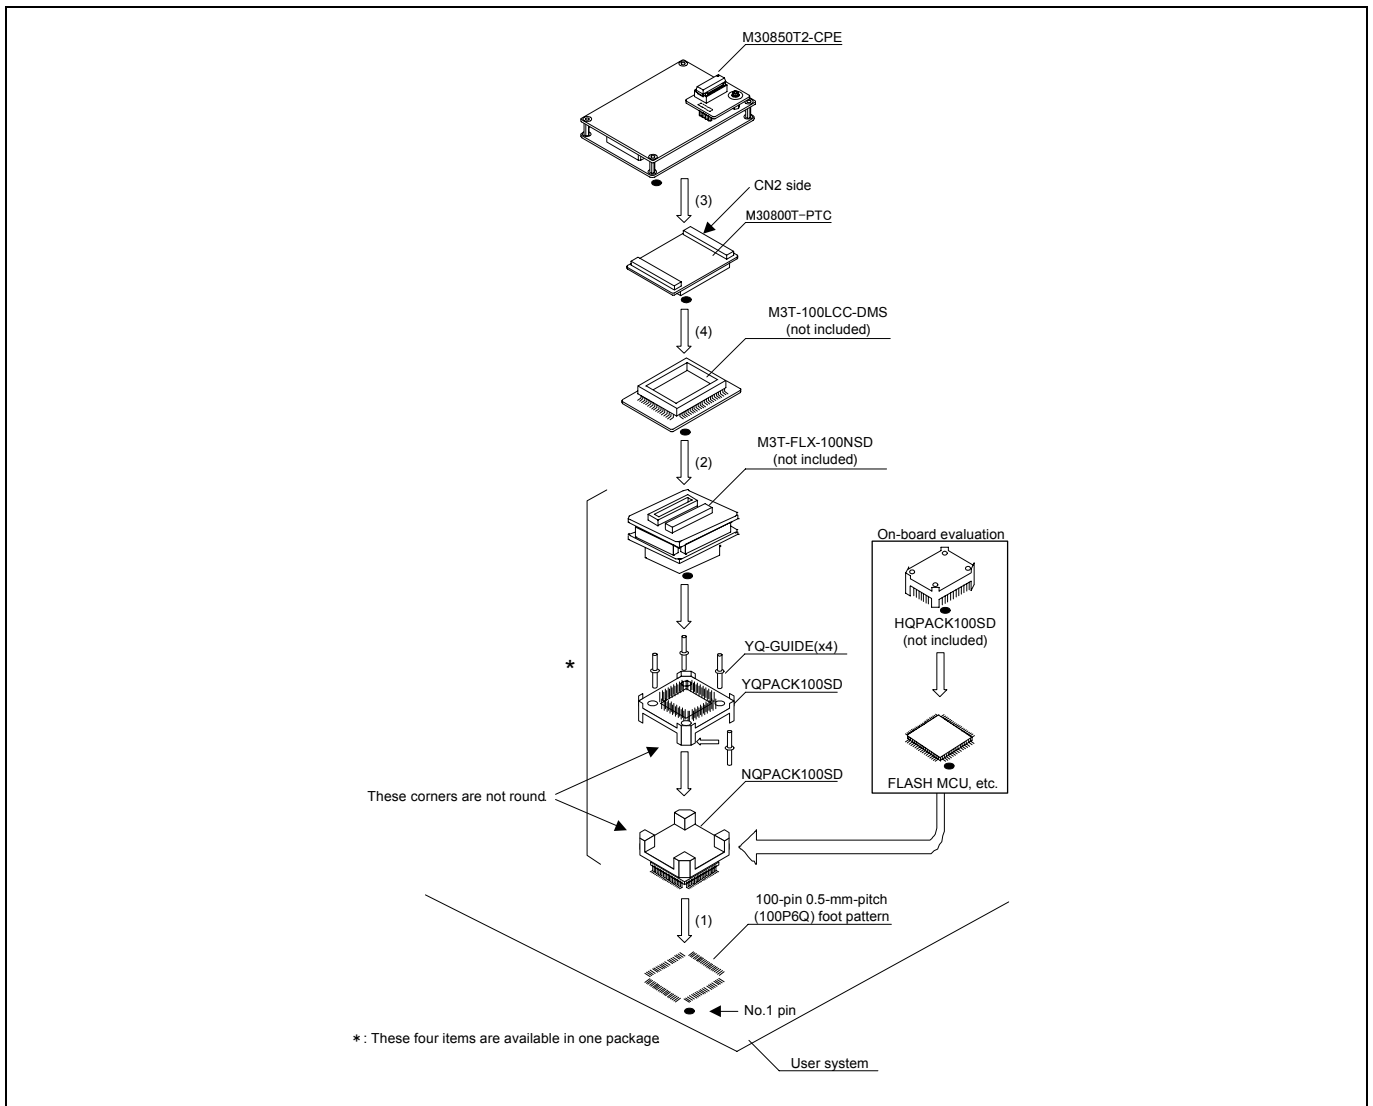 M30850T2-CPE
(3)
CN2 side
M30800T-PTC
M3T-100LCC-DMS
(not included)
(4)
M3T-FLX-100NSD
(not included)
(2)
On-board evaluation
HQPACK100SD
(not included)
FLASH MCU, etc.
*
YQ-GUIDE(x4)
YQPACK100SD
NQPACK100SD
These corners are not round.
100-pin 0.5-mm-pitch
(100P6Q) foot pattern
(1)
No.1 pin
* : These four items are available in one package.
User system